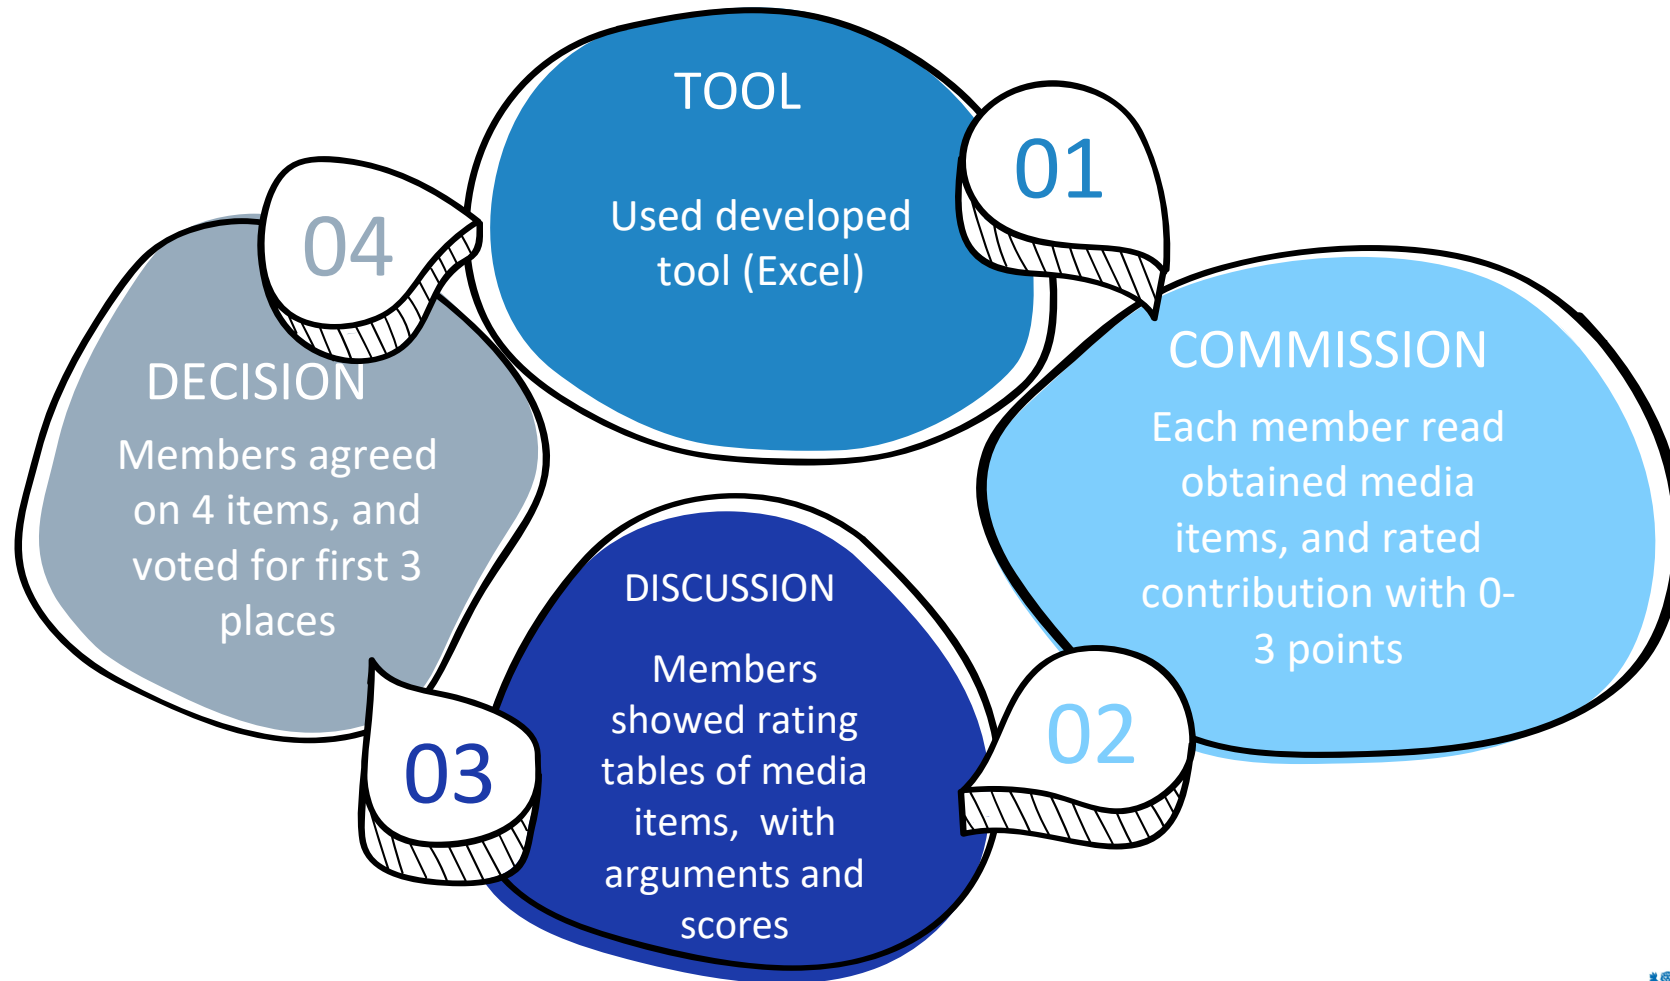 TOOL
Used developed
tool (Excel)
01
COMMISSION
Each member read
obtained media
items, and rated
contribution with 0-
3 points
02
DISCUSSION
Members
showed rating
tables of media
items,  with
arguments and
scores
03
DECISION
Members agreed
on 4 items, and
voted for first 3
places
04